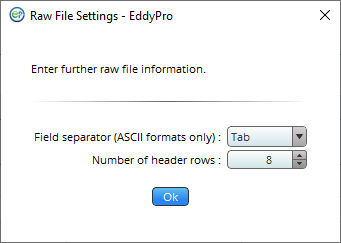 Raw File Settings - EddyPro
Enter further raw file information.
Field separator (ASCII formats only) : Tab
Number of header rows : 8
Ok